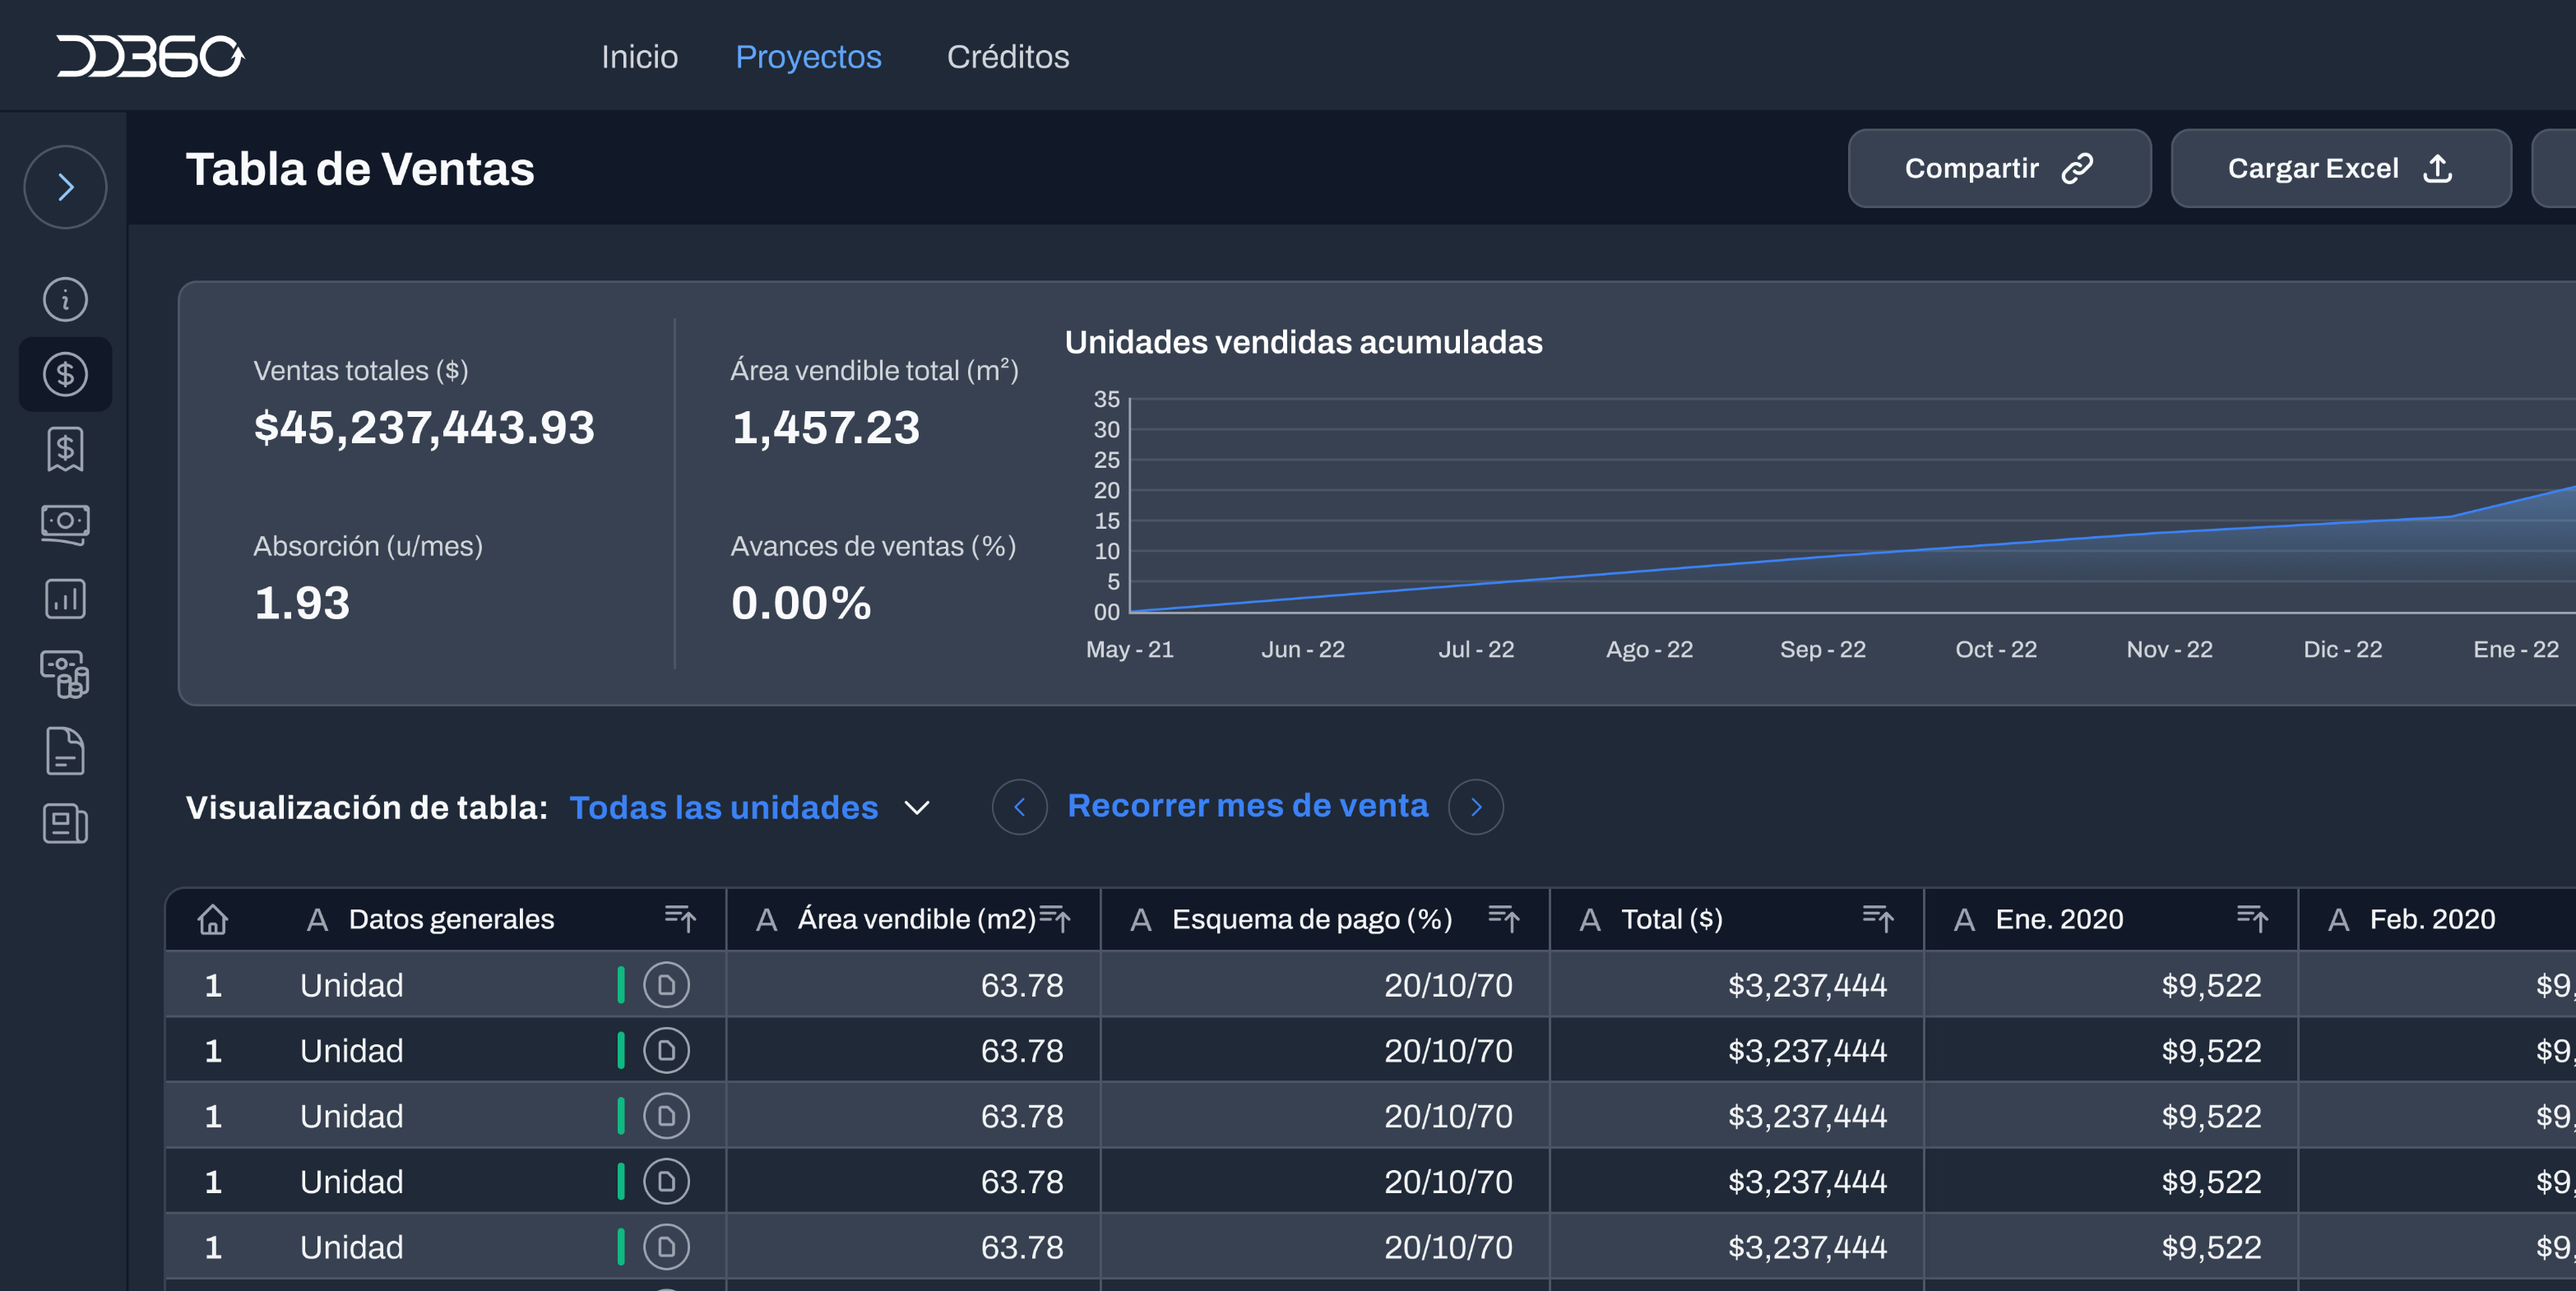 DD360
Inicio Proyectos Créditos
Tabla de Ventas
Compartir
Cargar Excel
Ventas totales ($)
$45,237,443.93
Área vendible total (m²)
1,457.23
Absorción (u/mes)
1.93
Avances de ventas (%)
0.00%
Unidades vendidas acumuladas
35
30
25
20
15
10
5
00
May - 21 Jun - 22 Jul - 22 Ago - 22 Sep - 22 Oct - 22 Nov - 22 Dic - 22 Ene - 22
Visualización de tabla: Todas las unidades Recorrer mes de venta
A Datos generales A Área vendible (m2) A Esquema de pago (%) A Total ($) A Ene. 2020 A Feb. 2020
1 Unidad 63.78 20/10/70 $3,237,444 $9,522 $9,
1 Unidad 63.78 20/10/70 $3,237,444 $9,522 $9,
1 Unidad 63.78 20/10/70 $3,237,444 $9,522 $9,
1 Unidad 63.78 20/10/70 $3,237,444 $9,522 $9,
1 Unidad 63.78 20/10/70 $3,237,444 $9,522 $9,